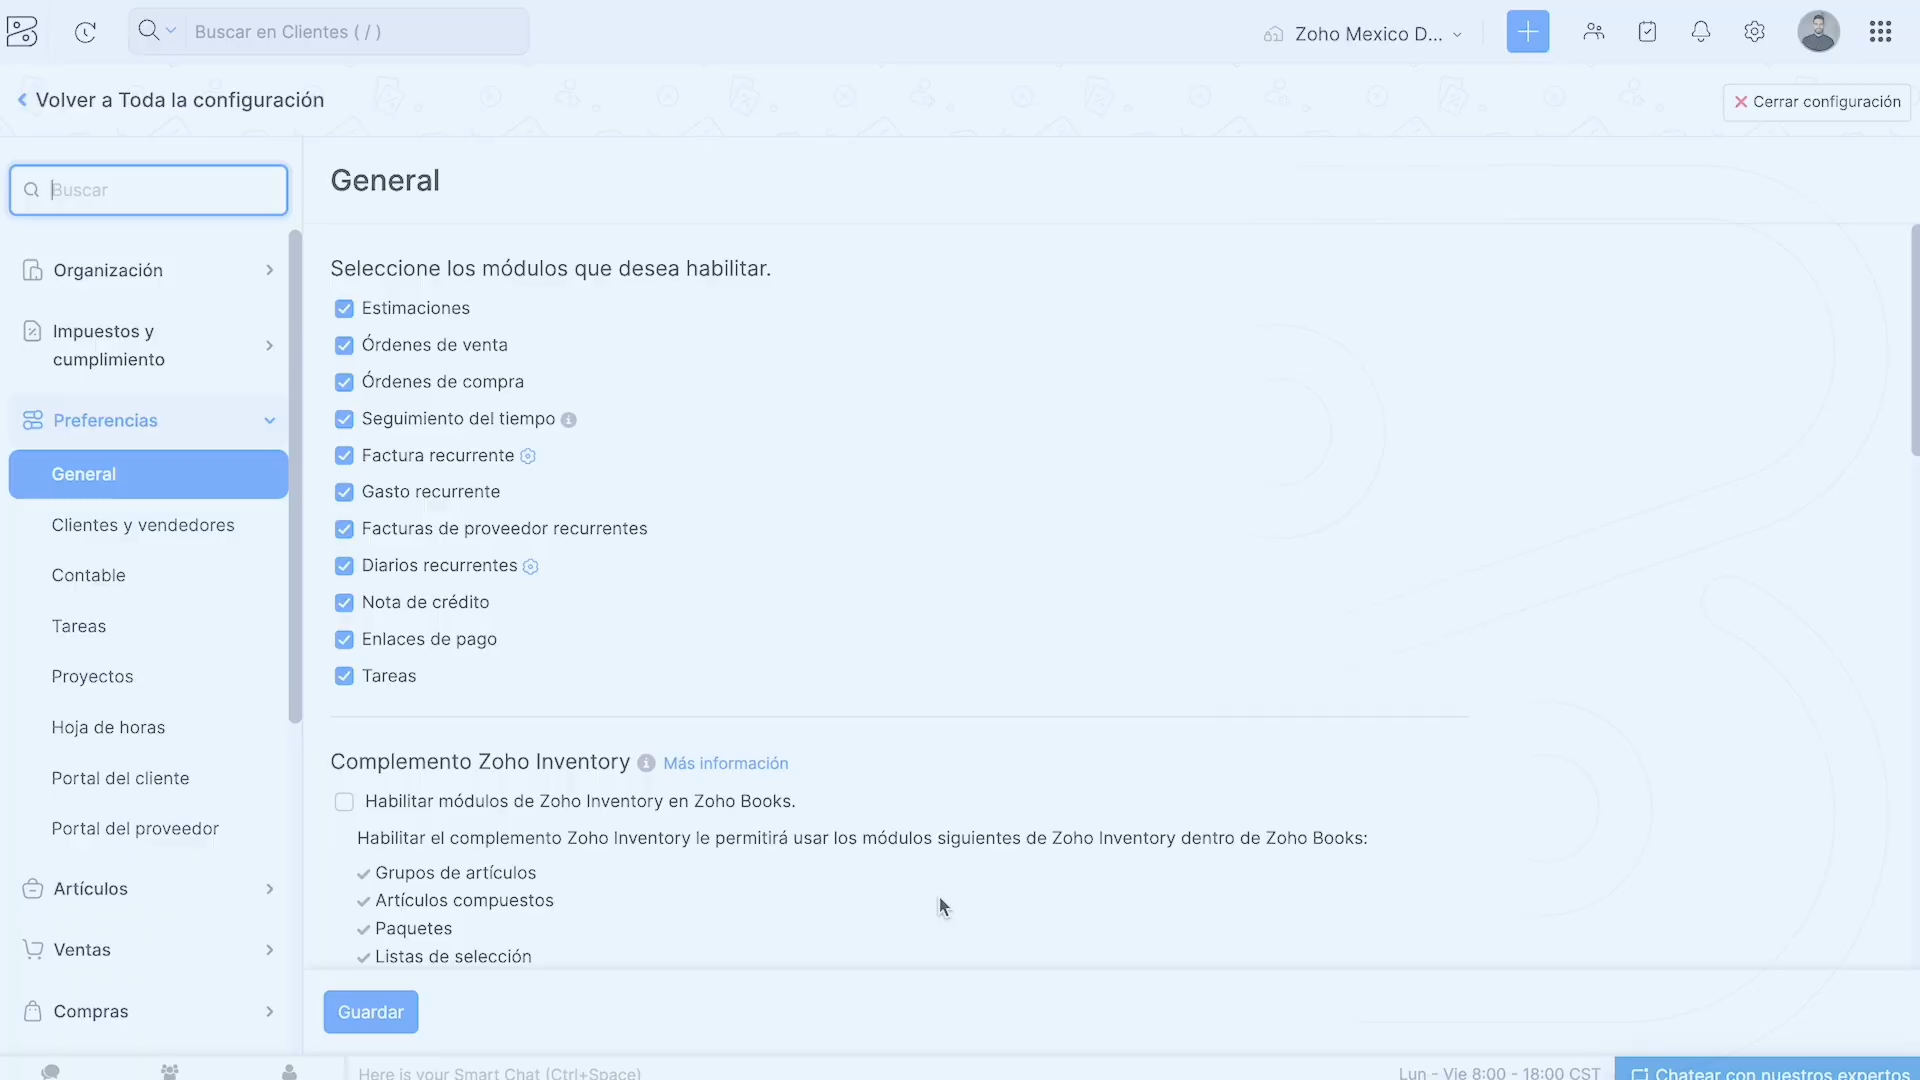 Buscar en Clientes ( / )
Zoho Mexico D...
Volver a Toda la configuración
Cerrar configuración
Buscar
Organización
Impuestos y
cumplimiento
Preferencias
General
Clientes y vendedores
Contable
Tareas
Proyectos
Hoja de horas
Portal del cliente
Portal del proveedor
Artículos
Ventas
Compras
General
Seleccione los módulos que desea habilitar.
Estimaciones
Órdenes de venta
Órdenes de compra
Seguimiento del tiempo
Factura recurrente
Gasto recurrente
Facturas de proveedor recurrentes
Diarios recurrentes
Nota de crédito
Enlaces de pago
Tareas
Complemento Zoho Inventory Más información
Habilitar módulos de Zoho Inventory en Zoho Books.
Habilitar el complemento Zoho Inventory le permitirá usar los módulos siguientes de Zoho Inventory dentro de Zoho Books:
Grupos de artículos
Artículos compuestos
Paquetes
Listas de selección
Guardar
Here is your Smart Chat (Ctrl+Space)
Lun - Vie 8:00 - 18:00 CST
Chatear con nuestros expertos